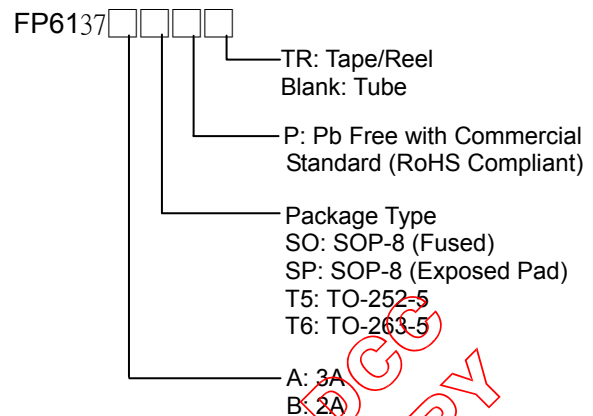 FP6137
TR: Tape/Reel
Blank: Tube
P: Pb Free with Commercial
Standard (RoHS Compliant)
Package Type
SO: SOP-8 (Fused)
SP: SOP-8 (Exposed Pad)
T5: TO-252-5
T6: TO-263-5
A: 3A
B: 2A
DCC